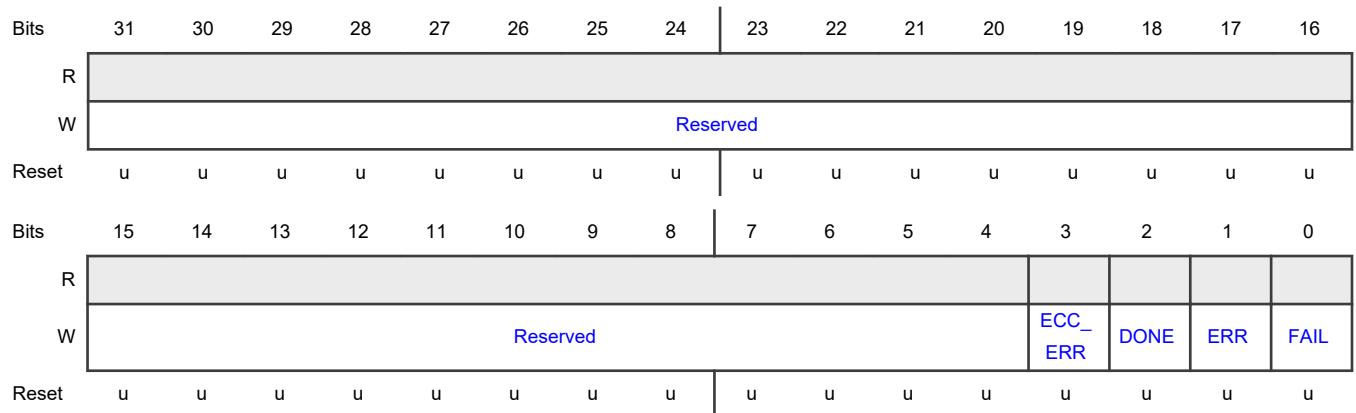 Bits 31 30 29 28 27 26 25 24 23 22 21 20 19 18 17 16
R
W Reserved
Reset u u u u u u u u u u u u u u u u
Bits 15 14 13 12 11 10 9 8 7 6 5 4 3 2 1 0
R
W Reserved ECC_ERR DONE ERR FAIL
Reset u u u u u u u u u u u u u u u u